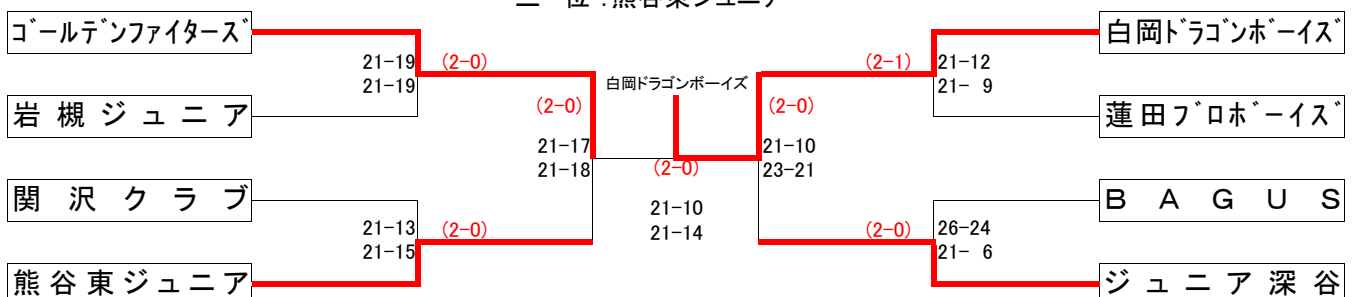 三 位 :熊谷東ジュニア
ゴールデンファイターズ
白岡ドラゴンボーイズ
21-19 (2-0)
(2-1) 21-12
21-19
白岡ドラゴンボーイズ
21- 9
岩槻ジュニア
(2-0)
(2-0)
蓮田ブロボーイズ
21-17
21-10
21-18
(2-0)
23-21
関沢クラブ
BAGUS
21-10
21-13 (2-0)
21-14
(2-0) 26-24
21-15
21- 6
熊谷東ジュニア
ジュニア深谷